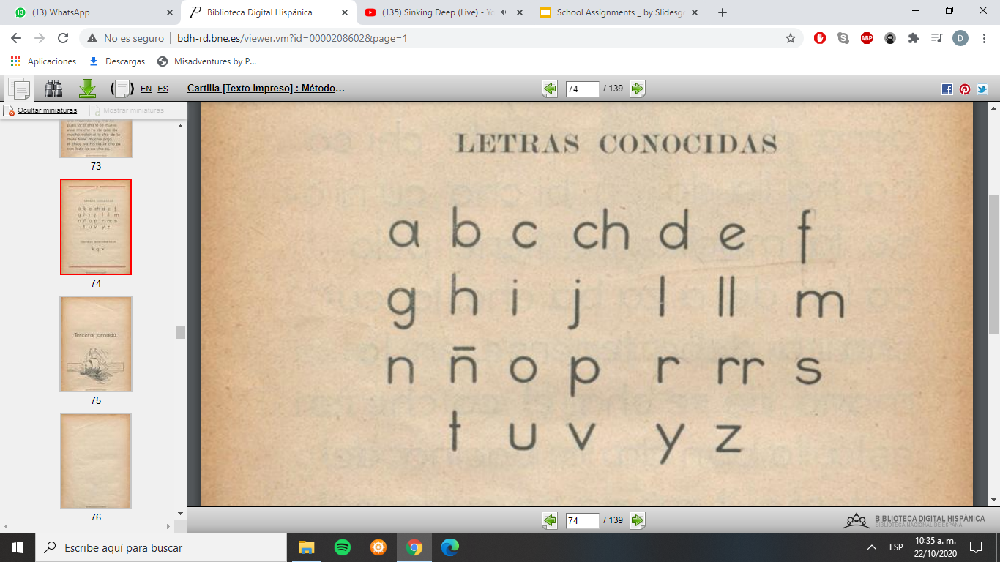 (13) WhatsApp
Biblioteca Digital Hispánica
(135) Sinking Deep (Live) - Yo
School Assignments _ by Slidesgo
No es seguro | bdh-rd.bne.es/viewer.vm?id=0000208602&page=1
ABP
D
Aplicaciones
Descargas
Misadventures by P...
EN ES
Cartilla [Texto impreso] : Método...
74 / 139
Ocultar miniaturas
Mostrar miniaturas
73
74
Tercera jornada
75
76
LETRAS CONOCIDAS
a b c ch d e f
g h i j l ll m
n ñ o p r rr s
t u v y z
74 / 139
BIBLIOTECA DIGITAL HISPÁNICA
BIBLIOTECA NACIONAL DE ESPAÑA
Escribe aquí para buscar
ESP
10:35 a. m.
22/10/2020